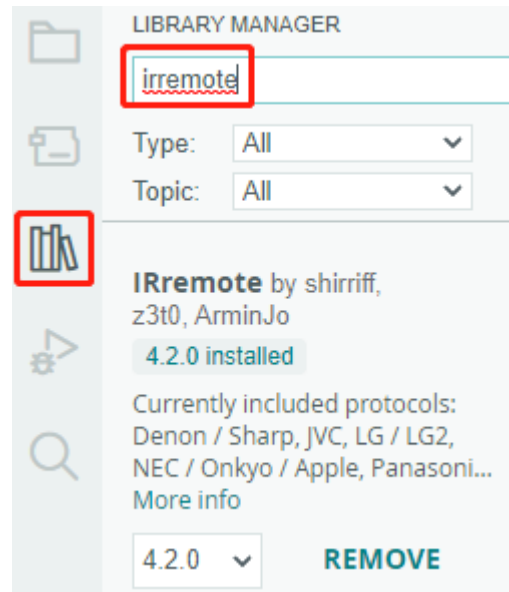 LIBRARY MANAGER
irremote
Type: All
Topic: All
IRremote by shirriff,
z3t0, ArminJo
4.2.0 installed
Currently included protocols:
Denon / Sharp, JVC, LG / LG2,
NEC / Onkyo / Apple, Panasoni...
More info
4.2.0 REMOVE